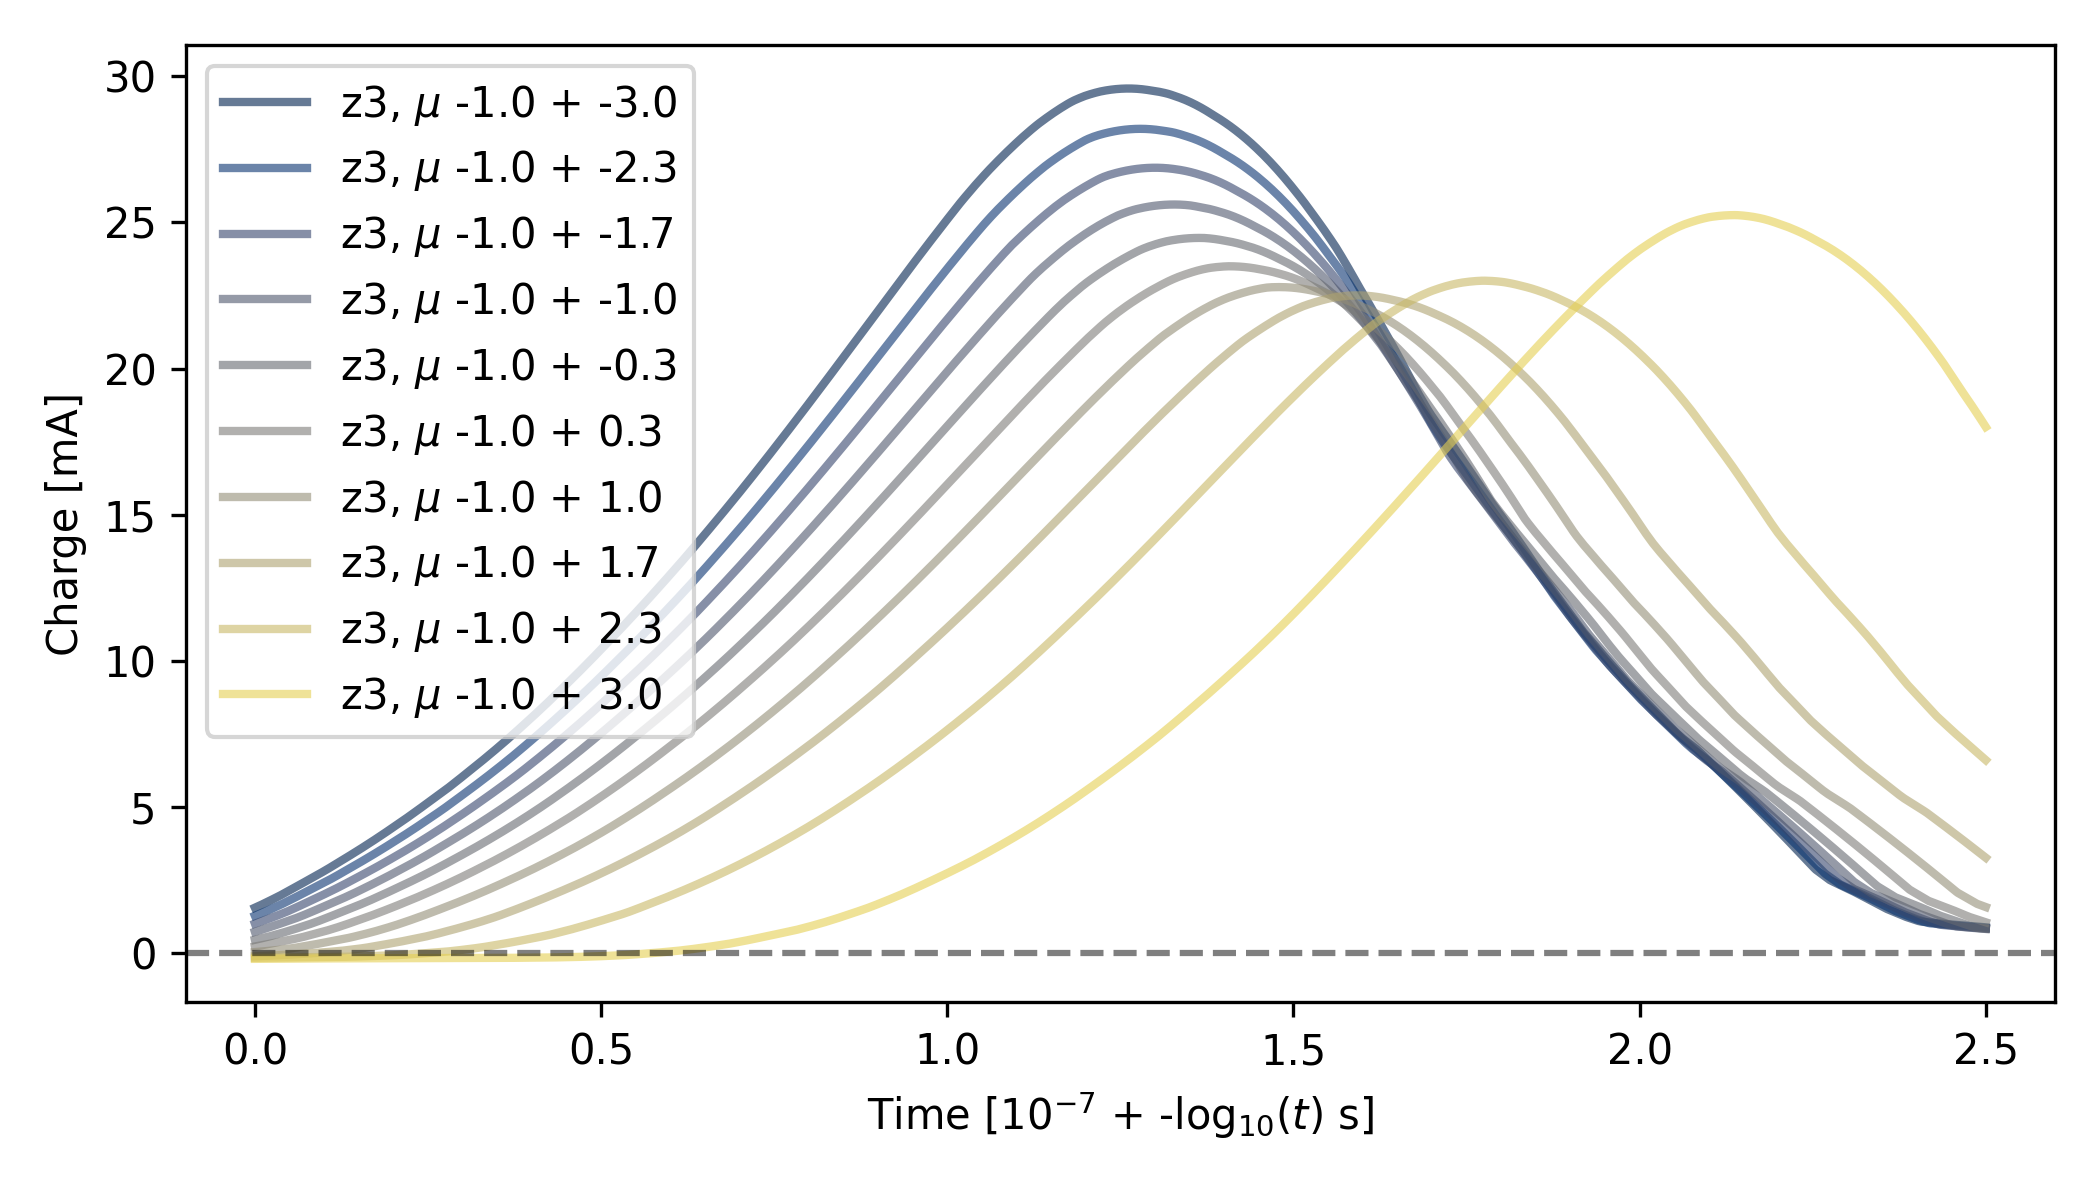 30
25
20
15
10
5
0
Charge [mA]
z3, μ -1.0 + -3.0
z3, μ -1.0 + -2.3
z3, μ -1.0 + -1.7
z3, μ -1.0 + -1.0
z3, μ -1.0 + -0.3
z3, μ -1.0 + 0.3
z3, μ -1.0 + 1.0
z3, μ -1.0 + 1.7
z3, μ -1.0 + 2.3
z3, μ -1.0 + 3.0
0.0 0.5 1.0 1.5 2.0 2.5
Time [10⁻⁷ + -log₁₀(t) s]